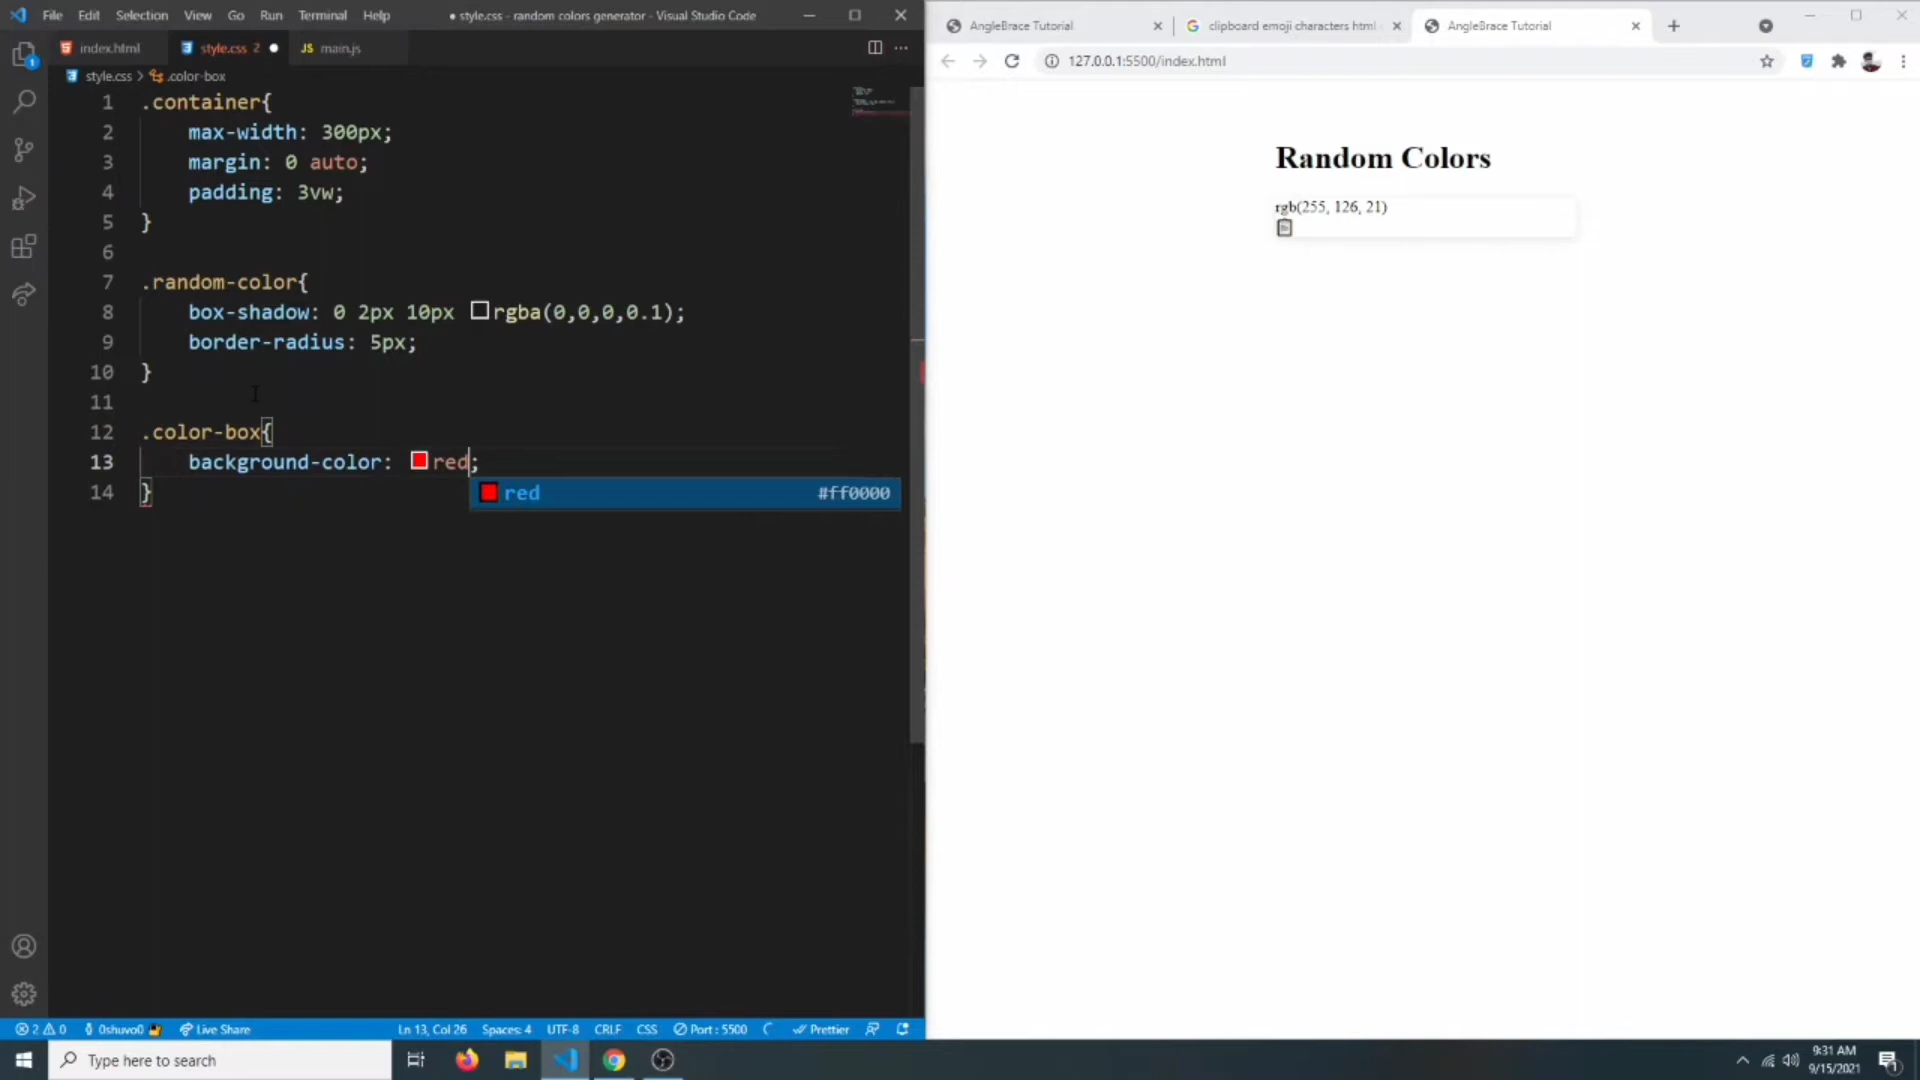 File Edit Selection View Go Run Terminal Help
● style.css - random colors generator - Visual Studio Code
index.html
style.css 2 ●
JS main.js
style.css > .color-box
1 .container{
2 max-width: 300px;
3 margin: 0 auto;
4 padding: 3vw;
5 }
6
7 .random-color{
8 box-shadow: 0 2px 10px rgba(0,0,0,0.1);
9 border-radius: 5px;
10 }
11
12 .color-box{
13 background-color: red;
red #ff0000
14 }
1
2 0 0shuvo0 Live Share Ln 13, Col 26 Spaces: 4 UTF-8 CRLF CSS Port : 5500 Prettier
AngleBrace Tutorial
clipboard emoji characters html
AngleBrace Tutorial
127.0.0.1:5500/index.html
Random Colors
rgb(255, 126, 21)
Type here to search
9:31 AM
9/15/2021
1